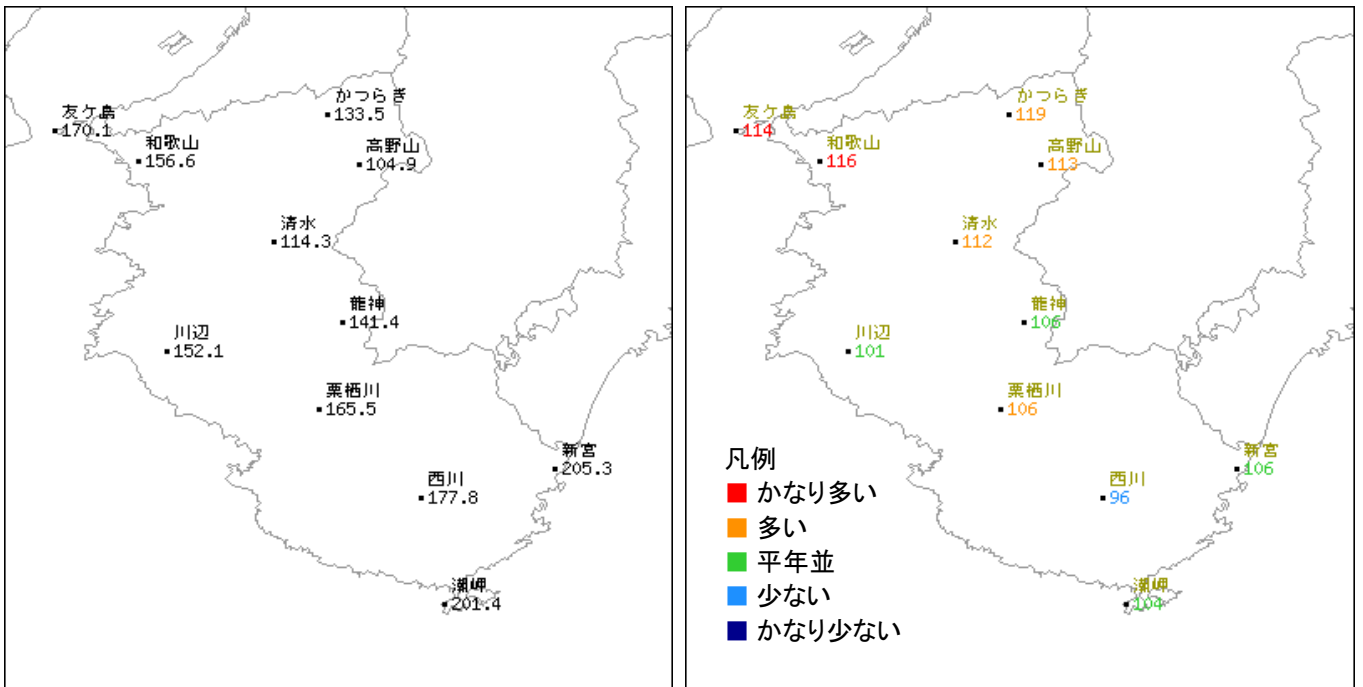 かつらぎ
133.5
友ケ島
170.1
和歌山
156.6
高野山
104.9
清水
114.3
龍神
141.4
川辺
152.1
栗栖川
165.5
新宮
205.3
西川
177.8
潮岬
201.4
かつらぎ
119
友ケ島
114
和歌山
116
高野山
113
清水
112
龍神
106
川辺
101
栗栖川
106
新宮
106
西川
96
潮岬
104
凡例
かなり多い
多い
平年並
少ない
かなり少ない